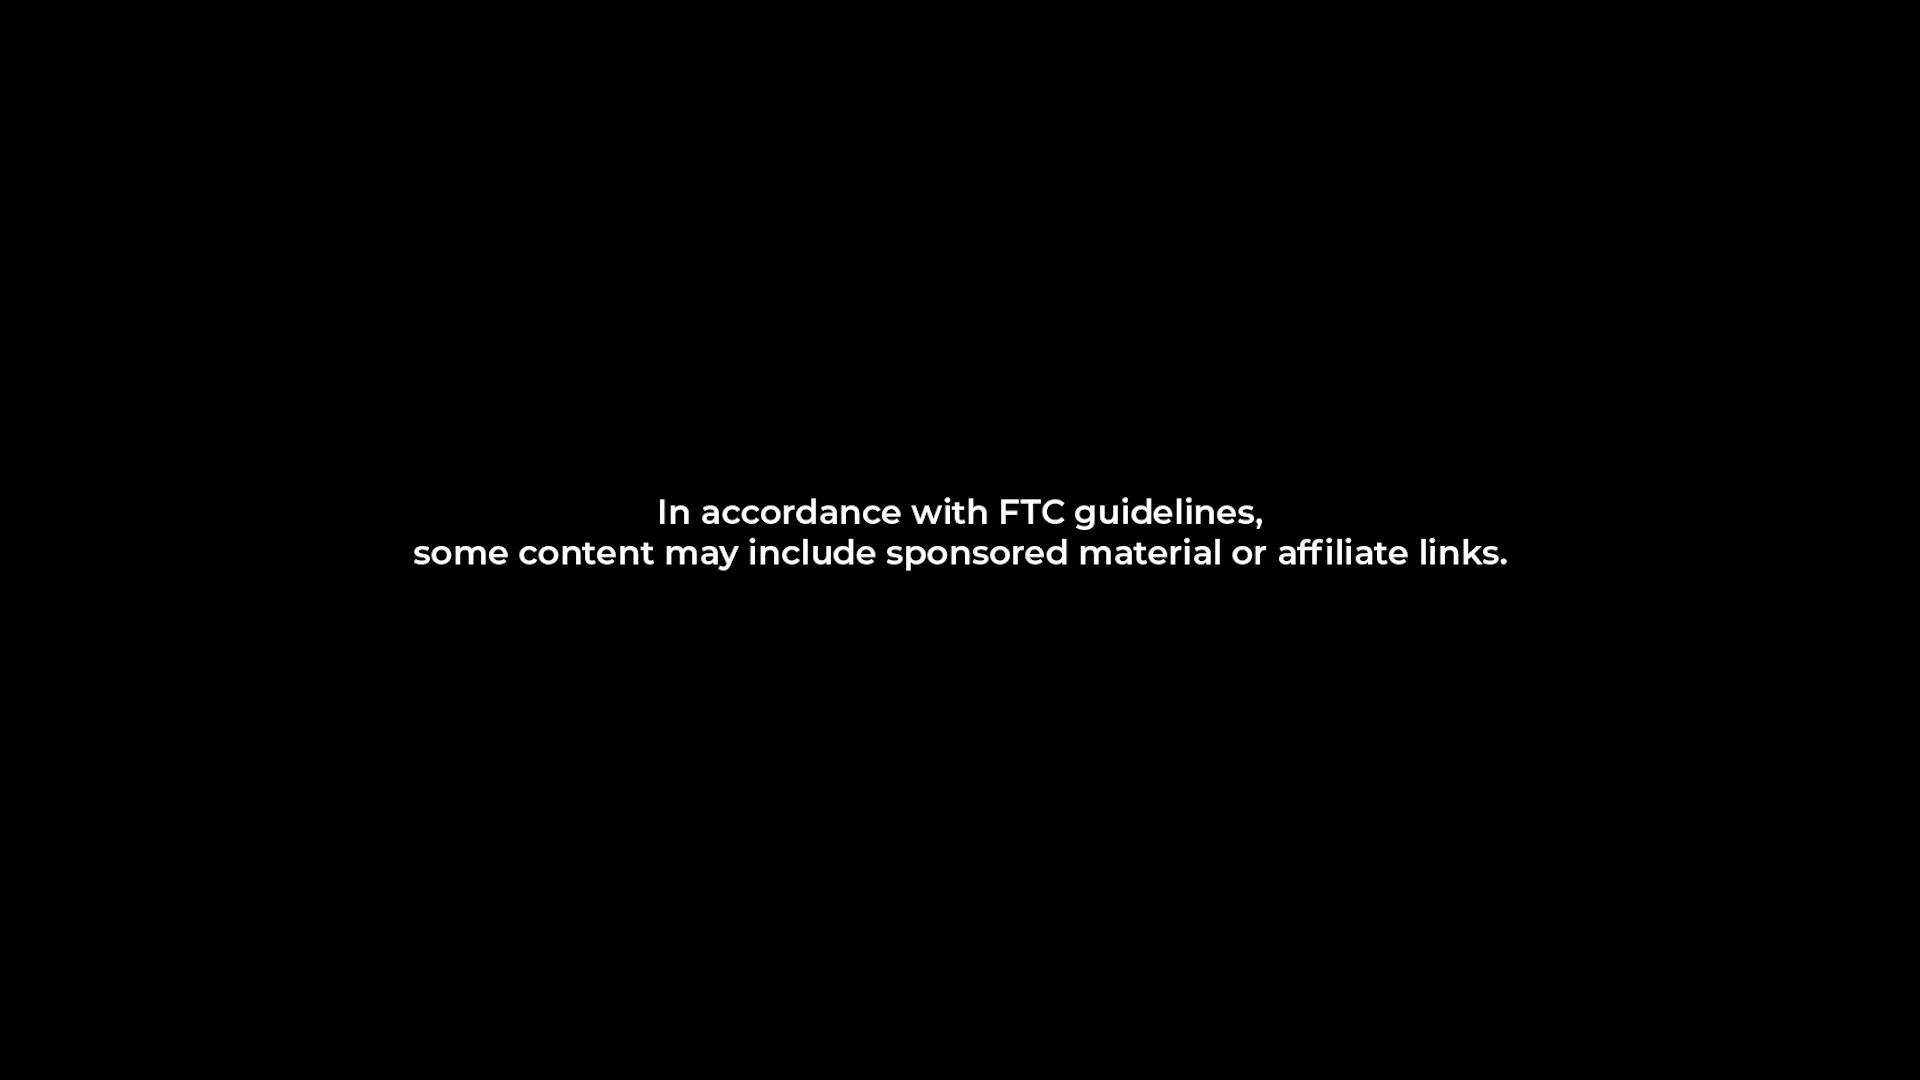 In accordance with FTC guidelines,
some content may include sponsored material or affiliate links.